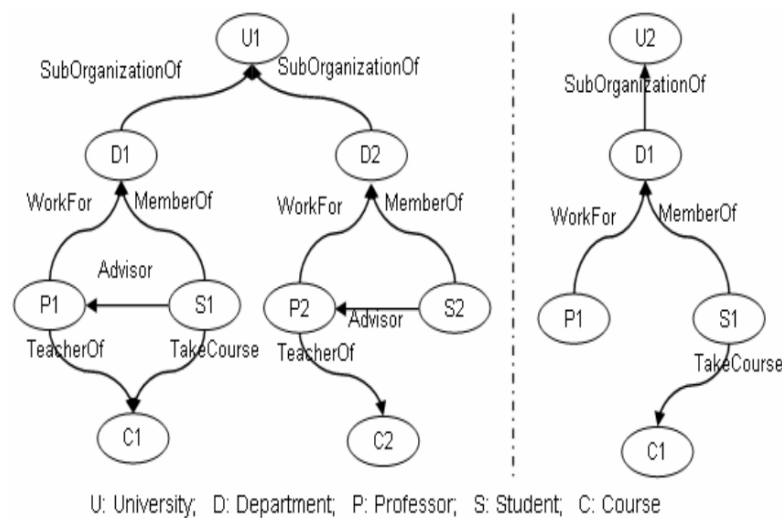 U1
U2
SubOrganizationOf
SubOrganizationOf
SubOrganizationOf
D1
D2
D1
WorkFor
MemberOf
WorkFor
MemberOf
WorkFor
MemberOf
Advisor
P1
S1
P2
S2
P1
S1
Advisor
TeacherOf
TakeCourse
TeacherOf
TakeCourse
C1
C2
C1
U: University; D: Department; P: Professor; S: Student; C: Course